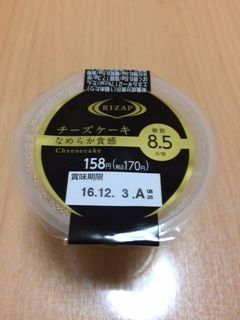 RIZAP
チーズケーキ
なめらか食感
Cheesecake
糖質
8.5
158円(税込170円)
賞味期限
16.12. 3.A